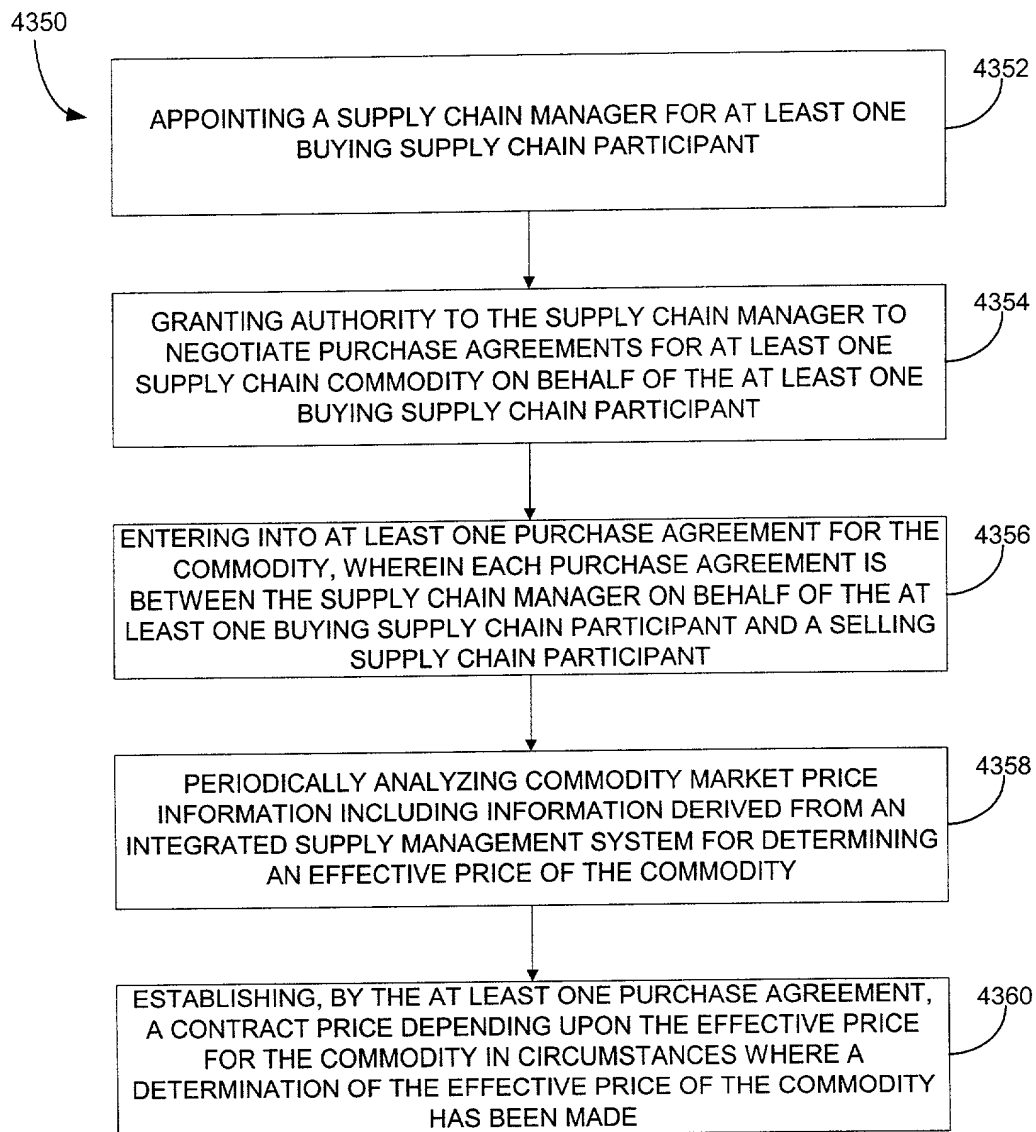 4350
4352
APPOINTING A SUPPLY CHAIN MANAGER FOR AT LEAST ONE
BUYING SUPPLY CHAIN PARTICIPANT
4354
GRANTING AUTHORITY TO THE SUPPLY CHAIN MANAGER TO
NEGOTIATE PURCHASE AGREEMENTS FOR AT LEAST ONE
SUPPLY CHAIN COMMODITY ON BEHALF OF THE AT LEAST ONE
BUYING SUPPLY CHAIN PARTICIPANT
4356
ENTERING INTO AT LEAST ONE PURCHASE AGREEMENT FOR THE
COMMODITY, WHEREIN EACH PURCHASE AGREEMENT IS
BETWEEN THE SUPPLY CHAIN MANAGER ON BEHALF OF THE AT
LEAST ONE BUYING SUPPLY CHAIN PARTICIPANT AND A SELLING
SUPPLY CHAIN PARTICIPANT
4358
PERIODICALLY ANALYZING COMMODITY MARKET PRICE
INFORMATION INCLUDING INFORMATION DERIVED FROM AN
INTEGRATED SUPPLY MANAGEMENT SYSTEM FOR DETERMINING
AN EFFECTIVE PRICE OF THE COMMODITY
4360
ESTABLISHING, BY THE AT LEAST ONE PURCHASE AGREEMENT,
A CONTRACT PRICE DEPENDING UPON THE EFFECTIVE PRICE
FOR THE COMMODITY IN CIRCUMSTANCES WHERE A
DETERMINATION OF THE EFFECTIVE PRICE OF THE COMMODITY
HAS BEEN MADE